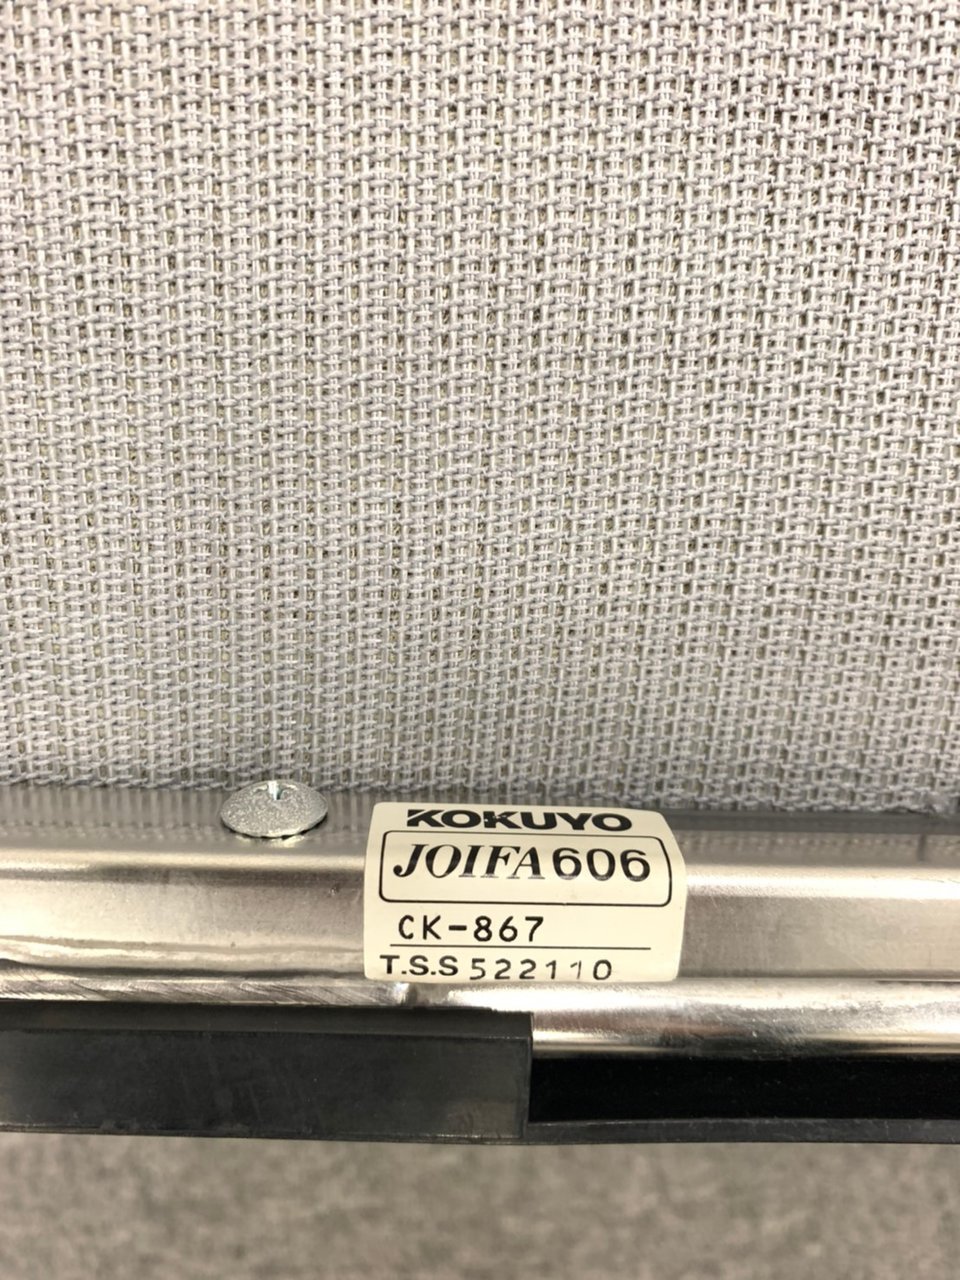 KOKUYO
JOIFA606
CK-867
T.S.S 522110